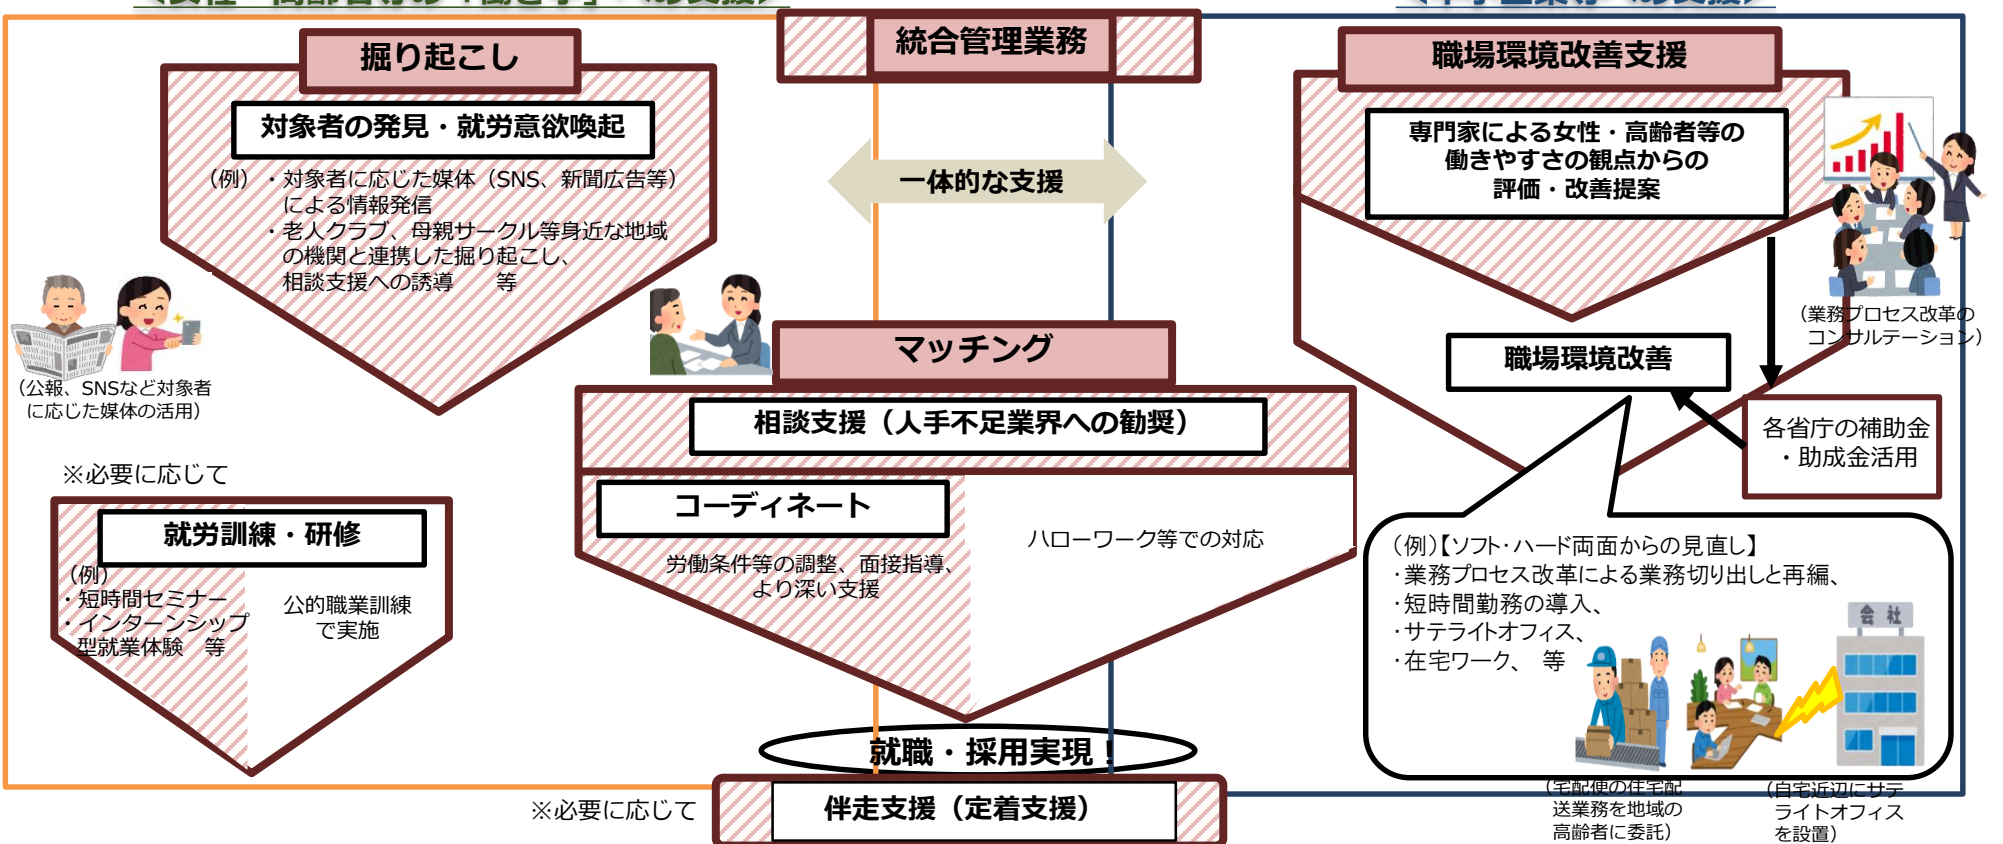 統合管理業務
掘り起こし
対象者の発見・就労意欲喚起
（例）・対象者に応じた媒体（SNS、新聞広告等）
による情報発信
・老人クラブ、母親サークル等身近な地域
の機関と連携した掘り起こし、
相談支援への誘導　等
（公報、SNSなど対象者
に応じた媒体の活用）
※必要に応じて
就労訓練・研修
（例）
・短時間セミナー
・インターンシップ
型就業体験　等
公的職業訓練
で実施
一体的な支援
マッチング
相談支援（人手不足業界への勧奨）
コーディネート
労働条件等の調整、面接指導、
より深い支援
ハローワーク等での対応
就職・採用実現！
※必要に応じて
伴走支援（定着支援）
職場環境改善支援
専門家による女性・高齢者等の
働きやすさの観点からの
評価・改善提案
（業務プロセス改革の
コンサルテーション）
職場環境改善
各省庁の補助金
・助成金活用
（例）【ソフト・ハード両面からの見直し】
・業務プロセス改革による業務切り出しと再編、
・短時間勤務の導入、
・サテライトオフィス、
・在宅ワーク、　等
会社
（宅配便の住宅配
送業務を地域の
高齢者に委託）
（自宅近辺にサテ
ライトオフィス
を設置）